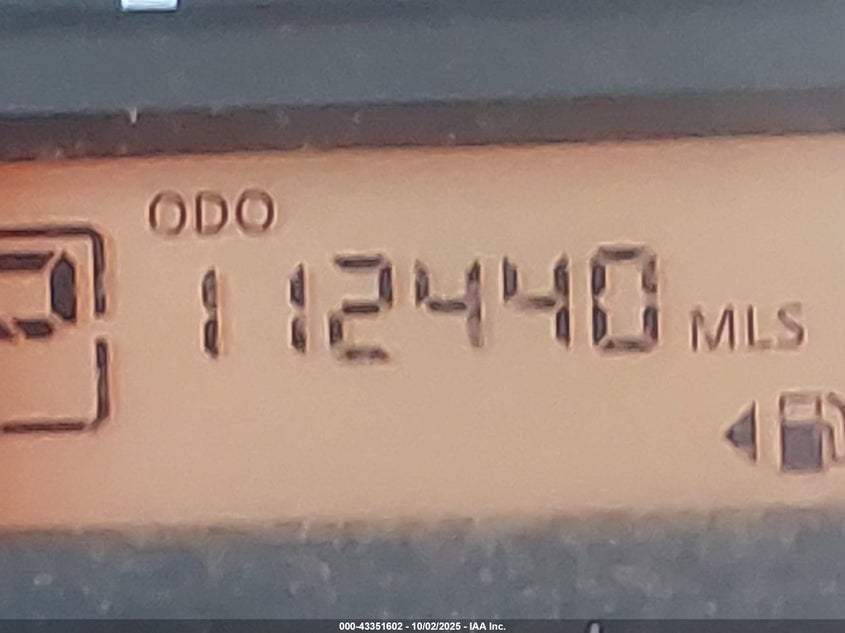 ODO
112440 MLS
000-43351602 - 10/02/2025 - IAA Inc.